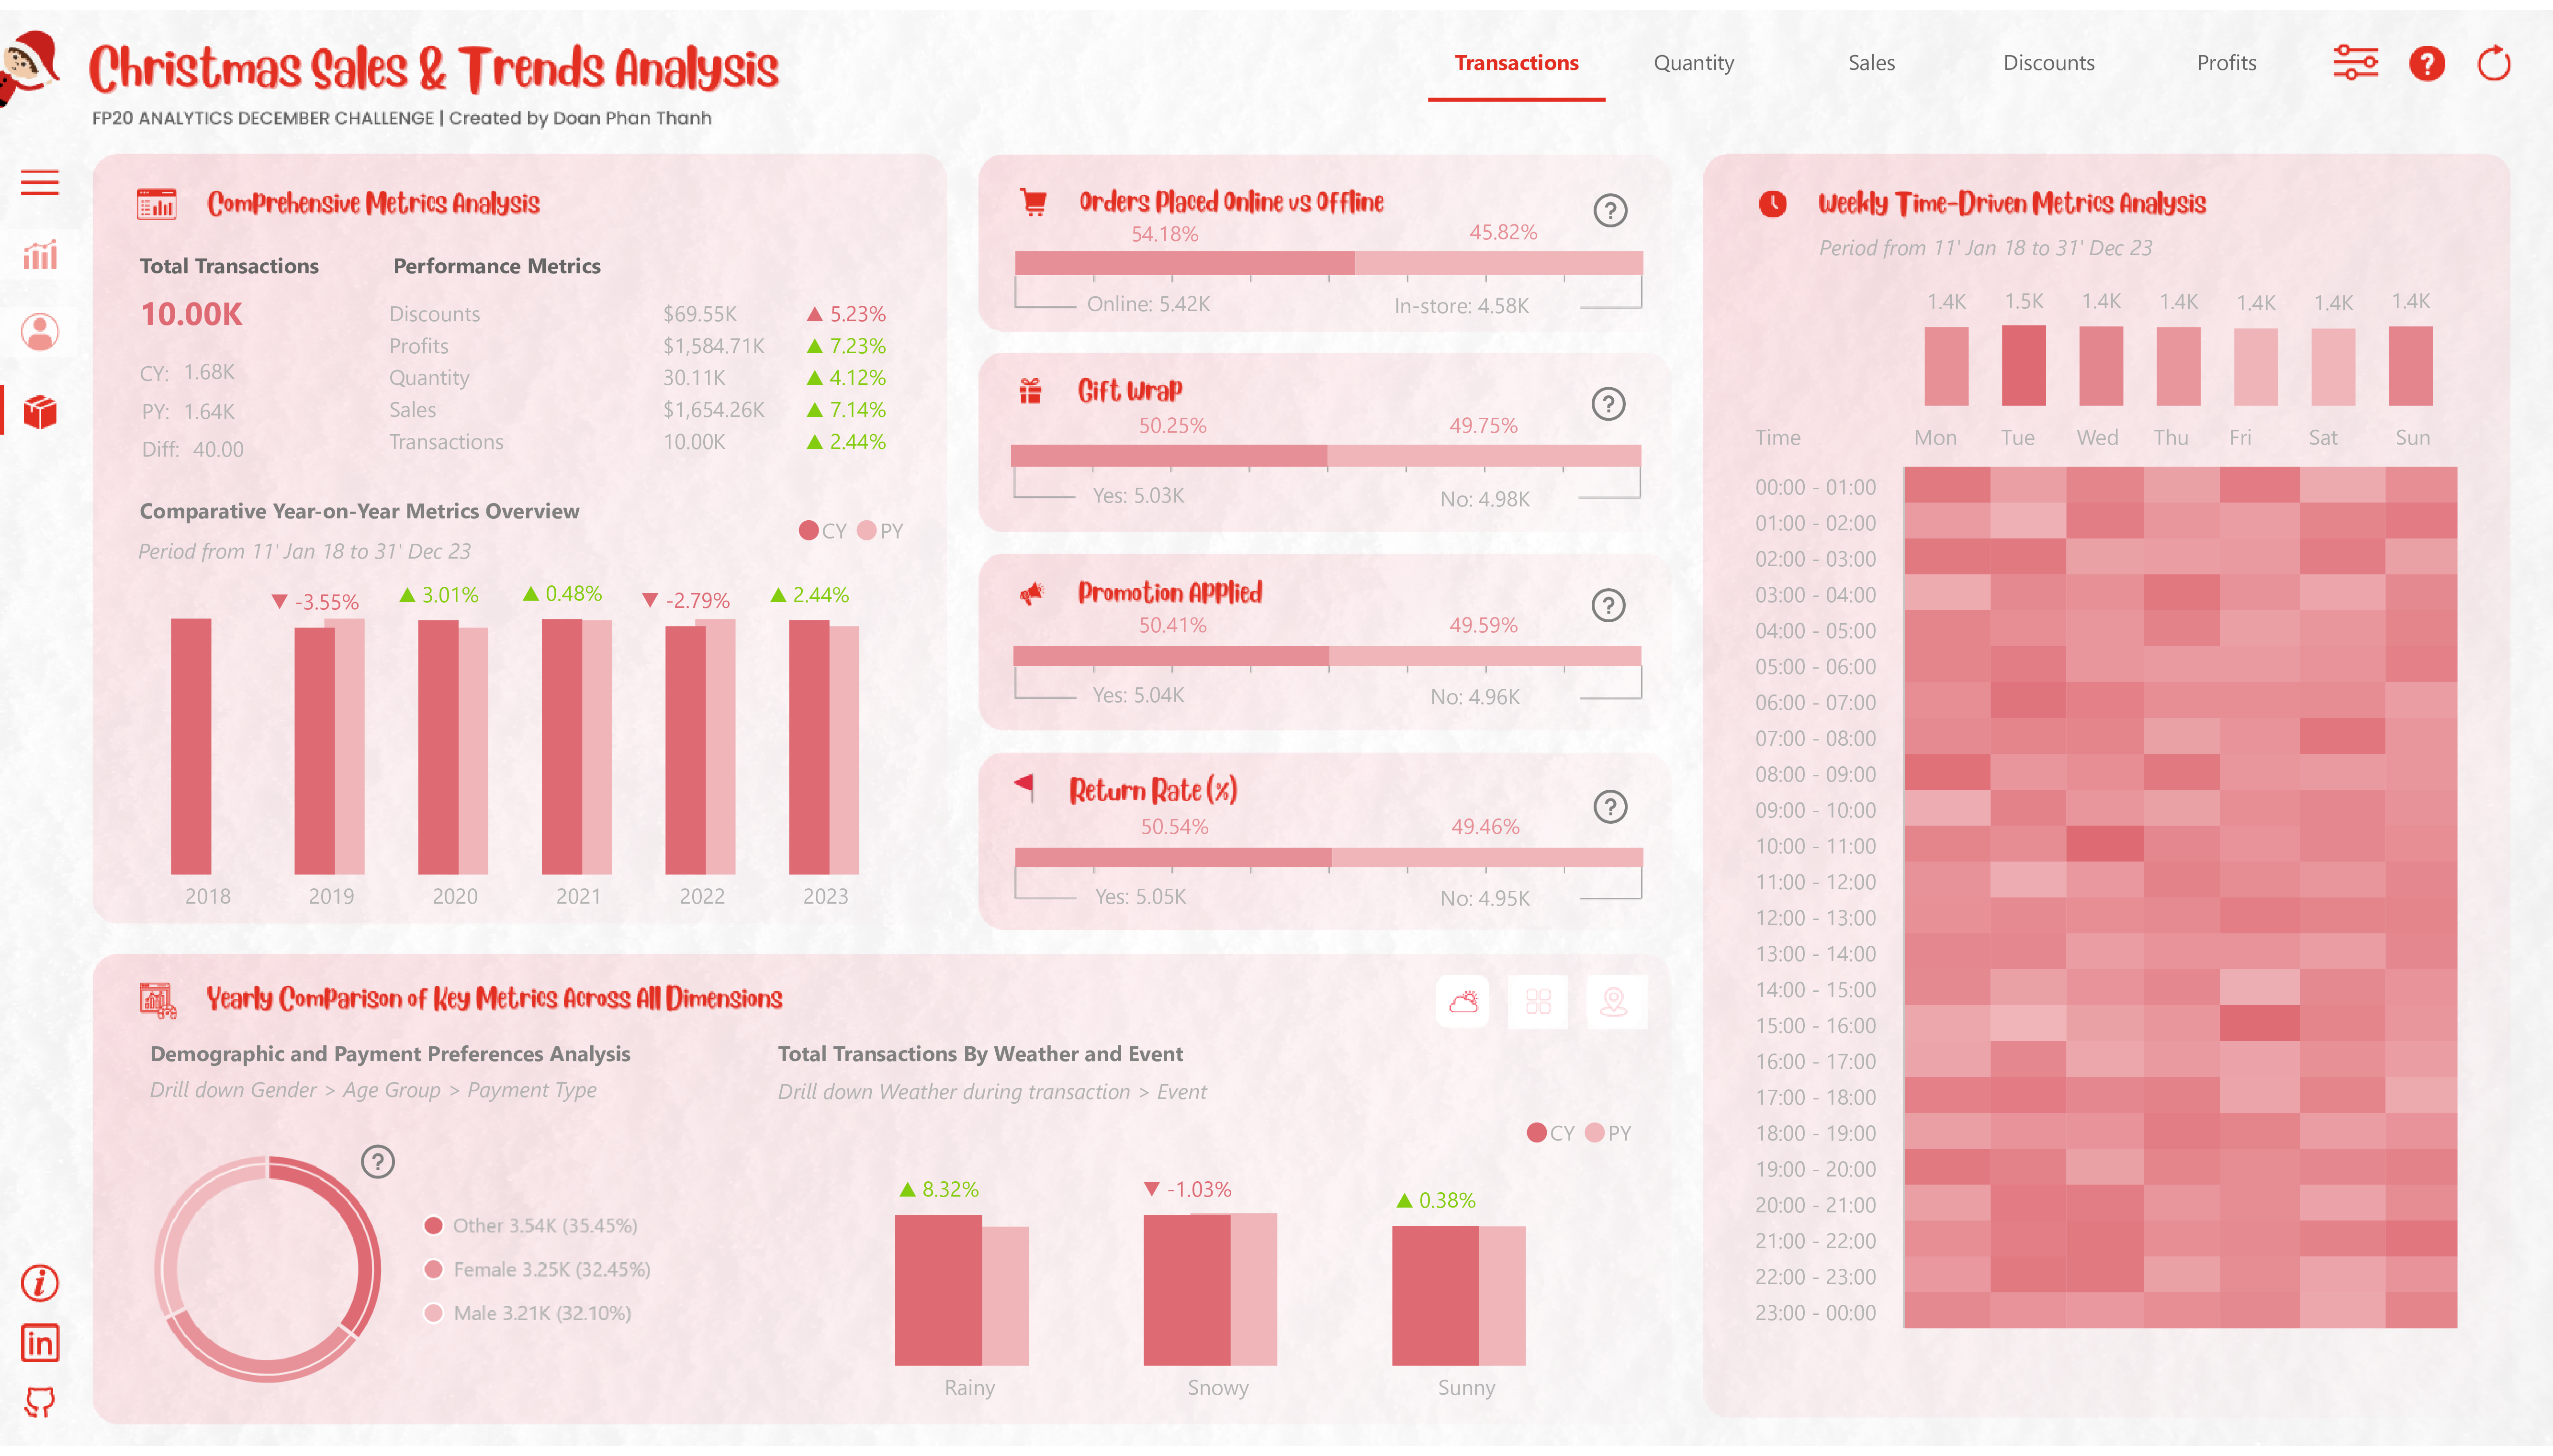 Christmas Sales & Trends Analysis
FP20 ANALYTICS DECEMBER CHALLENGE | Created by Doan Phan Thanh
Transactions Quantity Sales Discounts Profits ?
Comprehensive Metrics Analysis
Total Transactions Performance Metrics
10.00K
CY: 1.68K
PY: 1.64K
Diff: 40.00
Discounts $69.55K ▲ 5.23%
Profits $1,584.71K ▲ 7.23%
Quantity 30.11K ▲ 4.12%
Sales $1,654.26K ▲ 7.14%
Transactions 10.00K ▲ 2.44%
Comparative Year-on-Year Metrics Overview
CY PY
Period from 11' Jan 18 to 31' Dec 23
▼ -3.55% ▲ 3.01% ▲ 0.48% ▼ -2.79% ▲ 2.44%
2018 2019 2020 2021 2022 2023
Orders Placed Online vs Offline ?
54.18% 45.82%
Online: 5.42K In-store: 4.58K
Gift Wrap ?
50.25% 49.75%
Yes: 5.03K No: 4.98K
Promotion Applied ?
50.41% 49.59%
Yes: 5.04K No: 4.96K
Return Rate (%) ?
50.54% 49.46%
Yes: 5.05K No: 4.95K
Weekly Time-Driven Metrics Analysis
Period from 11' Jan 18 to 31' Dec 23
1.4K 1.5K 1.4K 1.4K 1.4K 1.4K 1.4K
Time Mon Tue Wed Thu Fri Sat Sun
00:00 - 01:00
01:00 - 02:00
02:00 - 03:00
03:00 - 04:00
04:00 - 05:00
05:00 - 06:00
06:00 - 07:00
07:00 - 08:00
08:00 - 09:00
09:00 - 10:00
10:00 - 11:00
11:00 - 12:00
12:00 - 13:00
13:00 - 14:00
14:00 - 15:00
15:00 - 16:00
16:00 - 17:00
17:00 - 18:00
18:00 - 19:00
19:00 - 20:00
20:00 - 21:00
21:00 - 22:00
22:00 - 23:00
23:00 - 00:00
Yearly Comparison of Key Metrics Across All Dimensions
Demographic and Payment Preferences Analysis
Drill down Gender > Age Group > Payment Type
?
Other 3.54K (35.45%)
Female 3.25K (32.45%)
Male 3.21K (32.10%)
Total Transactions By Weather and Event
Drill down Weather during transaction > Event
CY PY
▲ 8.32% ▼ -1.03% ▲ 0.38%
Rainy Snowy Sunny
i
in